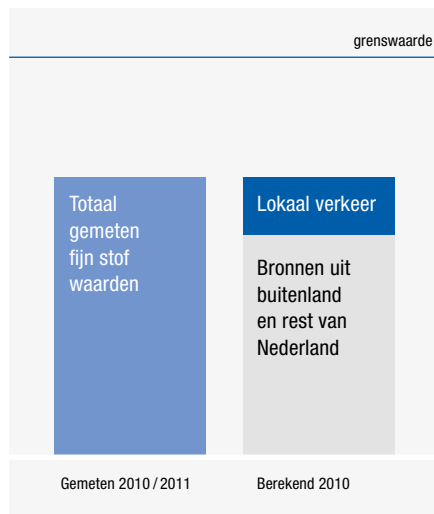 grenswaarde
Totaal
gemeten
fijn stof
waarden
Lokaal verkeer
Bronnen uit
buitenland
en rest van
Nederland
Gemeten 2010 / 2011
Berekend 2010